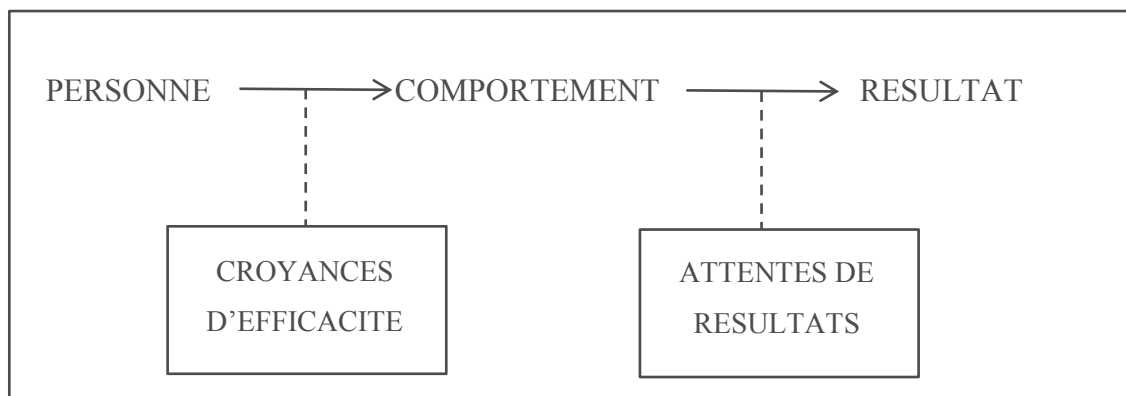 PERSONNE COMPORTEMENT RESULTAT
CROYANCES
D'EFFICACITE
ATTENTES DE
RESULTATS